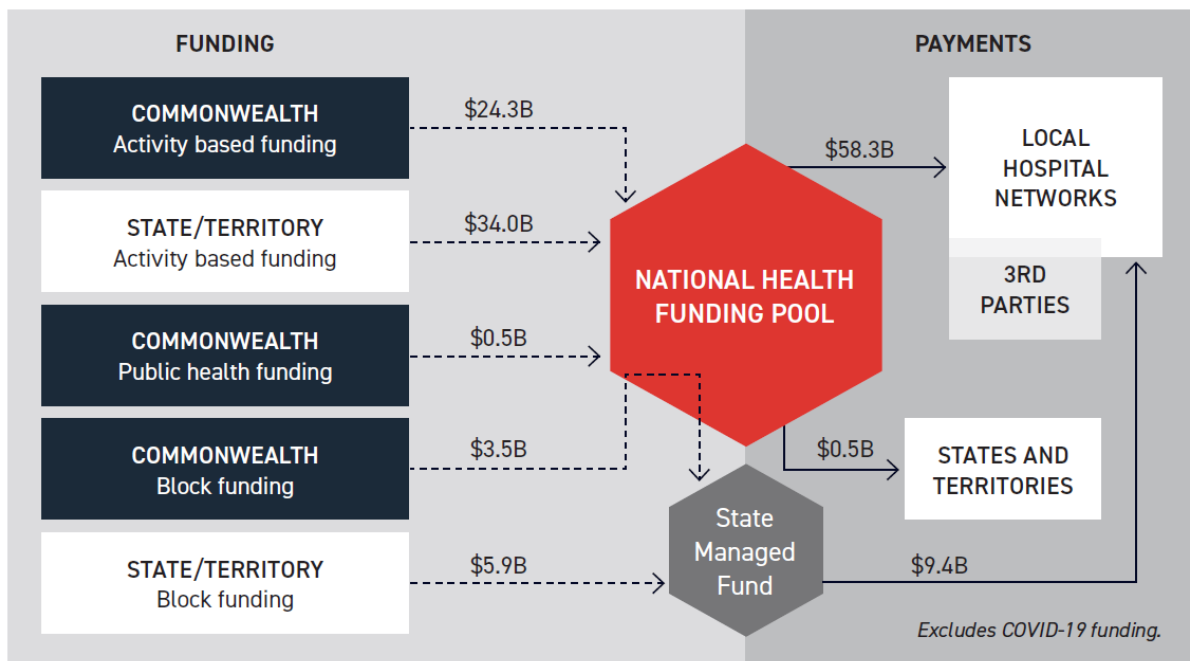 FUNDING
PAYMENTS
COMMONWEALTH
Activity based funding
$24.3B
STATE/TERRITORY
Activity based funding
$34.0B
COMMONWEALTH
Public health funding
$0.5B
COMMONWEALTH
Block funding
$3.5B
STATE/TERRITORY
Block funding
$5.9B
NATIONAL HEALTH
FUNDING POOL
State
Managed
Fund
$58.3B
LOCAL
HOSPITAL
NETWORKS
3RD
PARTIES
$0.5B
STATES AND
TERRITORIES
$9.4B
Excludes COVID-19 funding.